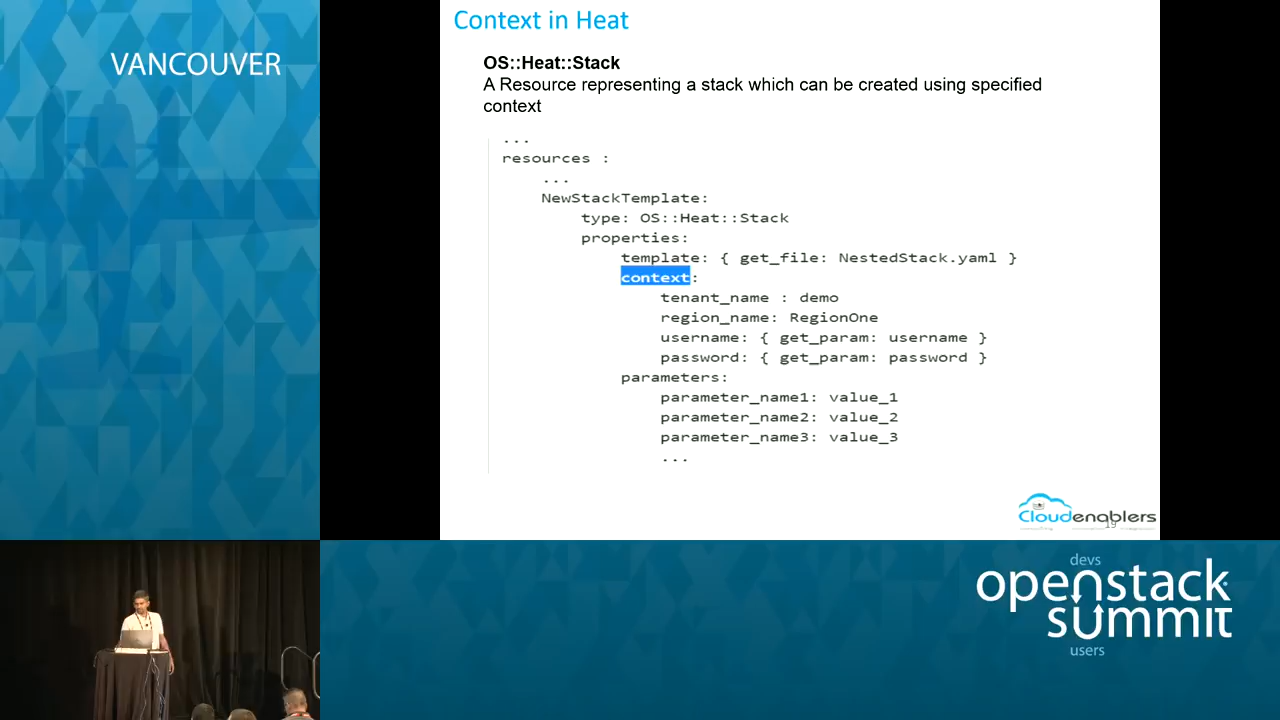 VANCOUVER
Context in Heat
OS::Heat::Stack
A Resource representing a stack which can be created using specified
context
...
resources :
...
NewStackTemplate:
type: OS::Heat::Stack
properties:
template: { get_file: NestedStack.yaml }
context:
tenant_name : demo
region_name: RegionOne
username: { get_param: username }
password: { get_param: password }
parameters:
parameter_name1: value_1
parameter_name2: value_2
parameter_name3: value_3
...
Cloudenablers
19
devs
openstack
summit
users